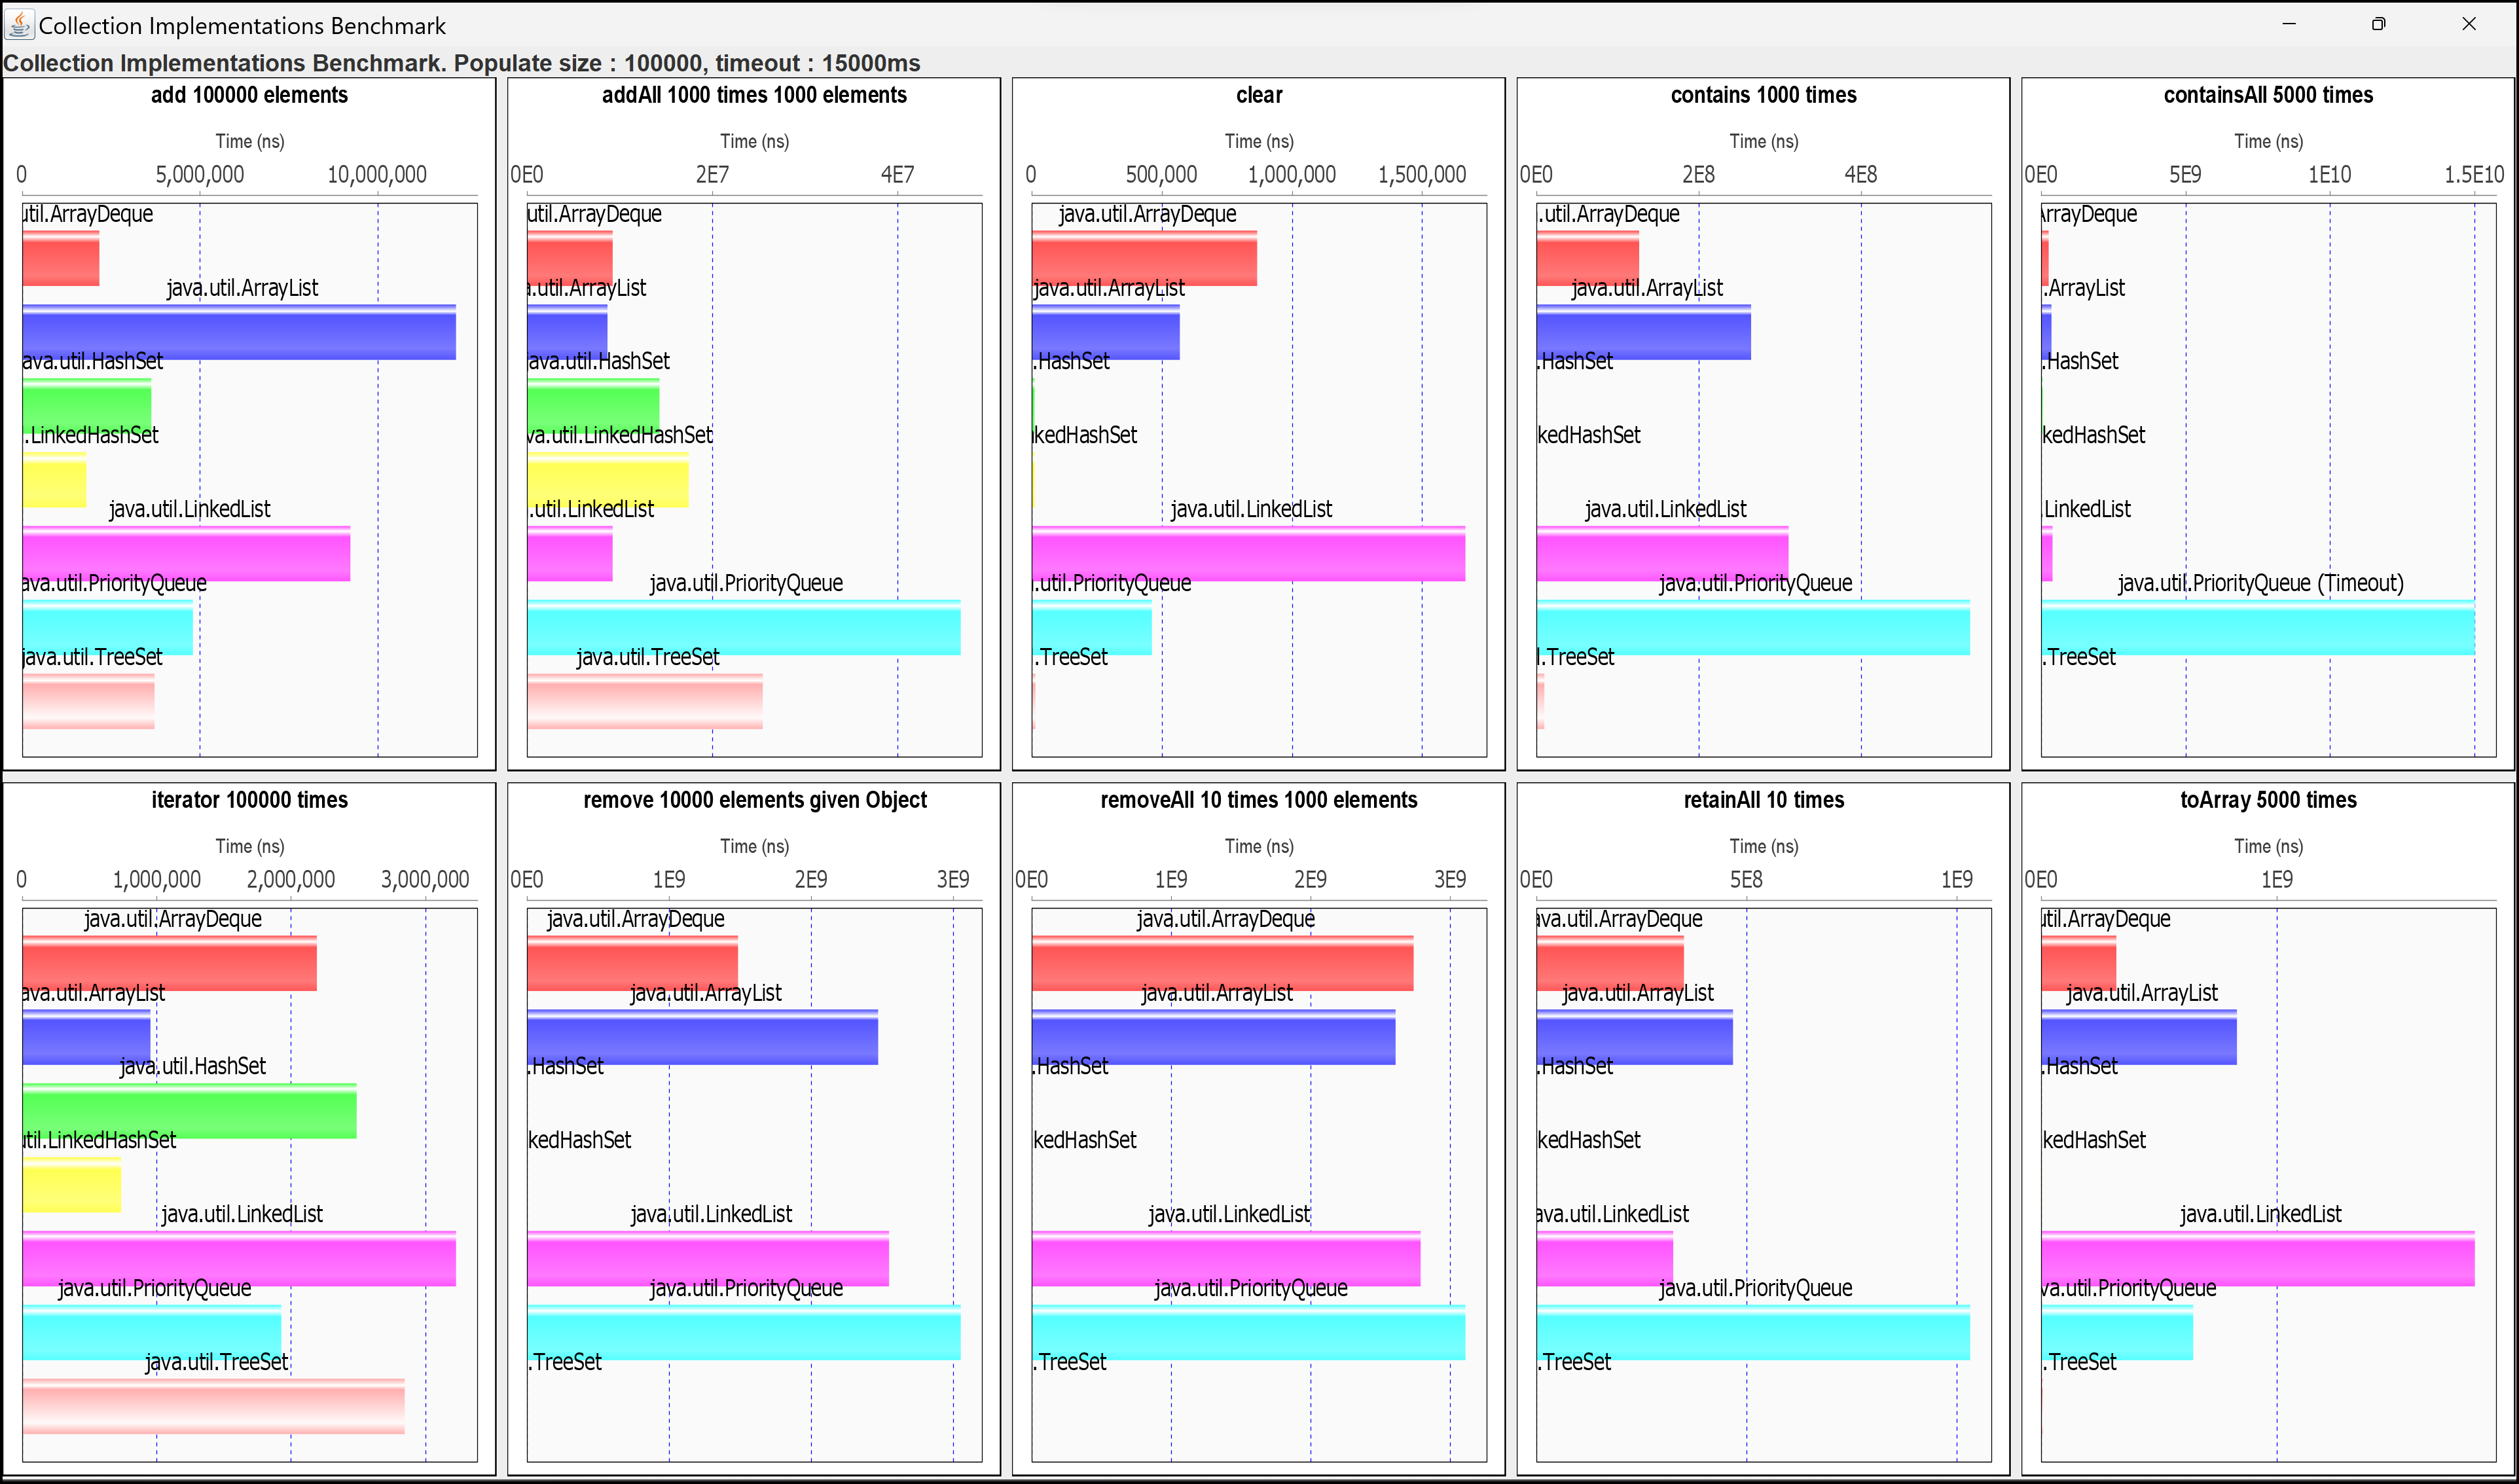 Collection Implementations Benchmark
Collection Implementations Benchmark. Populate size : 100000, timeout : 15000ms
add 100000 elements
Time (ns)
0 5,000,000 10,000,000
util.ArrayDeque
java.util.ArrayList
ava.util.HashSet
.LinkedHashSet
java.util.LinkedList
ava.util.PriorityQueue
java.util.TreeSet
addAll 1000 times 1000 elements
Time (ns)
0E0 2E7 4E7
util.ArrayDeque
a.util.ArrayList
java.util.HashSet
va.util.LinkedHashSet
.util.LinkedList
java.util.PriorityQueue
java.util.TreeSet
clear
Time (ns)
0 500,000 1,000,000 1,500,000
java.util.ArrayDeque
java.util.ArrayList
.HashSet
kedHashSet
java.util.LinkedList
.util.PriorityQueue
.TreeSet
contains 1000 times
Time (ns)
0E0 2E8 4E8
.util.ArrayDeque
java.util.ArrayList
.HashSet
kedHashSet
java.util.LinkedList
java.util.PriorityQueue
l.TreeSet
containsAll 5000 times
Time (ns)
0E0 5E9 1E10 1.5E10
ArrayDeque
.ArrayList
.HashSet
kedHashSet
.LinkedList
java.util.PriorityQueue (Timeout)
.TreeSet
iterator 100000 times
Time (ns)
0 1,000,000 2,000,000 3,000,000
java.util.ArrayDeque
ava.util.ArrayList
java.util.HashSet
util.LinkedHashSet
java.util.LinkedList
java.util.PriorityQueue
java.util.TreeSet
remove 10000 elements given Object
Time (ns)
0E0 1E9 2E9 3E9
java.util.ArrayDeque
java.util.ArrayList
.HashSet
kedHashSet
java.util.LinkedList
java.util.PriorityQueue
.TreeSet
removeAll 10 times 1000 elements
Time (ns)
0E0 1E9 2E9 3E9
java.util.ArrayDeque
java.util.ArrayList
.HashSet
kedHashSet
java.util.LinkedList
java.util.PriorityQueue
.TreeSet
retainAll 10 times
Time (ns)
0E0 5E8 1E9
ava.util.ArrayDeque
java.util.ArrayList
.HashSet
kedHashSet
ava.util.LinkedList
java.util.PriorityQueue
.TreeSet
toArray 5000 times
Time (ns)
0E0 1E9
util.ArrayDeque
java.util.ArrayList
.HashSet
kedHashSet
java.util.LinkedList
va.util.PriorityQueue
.TreeSet